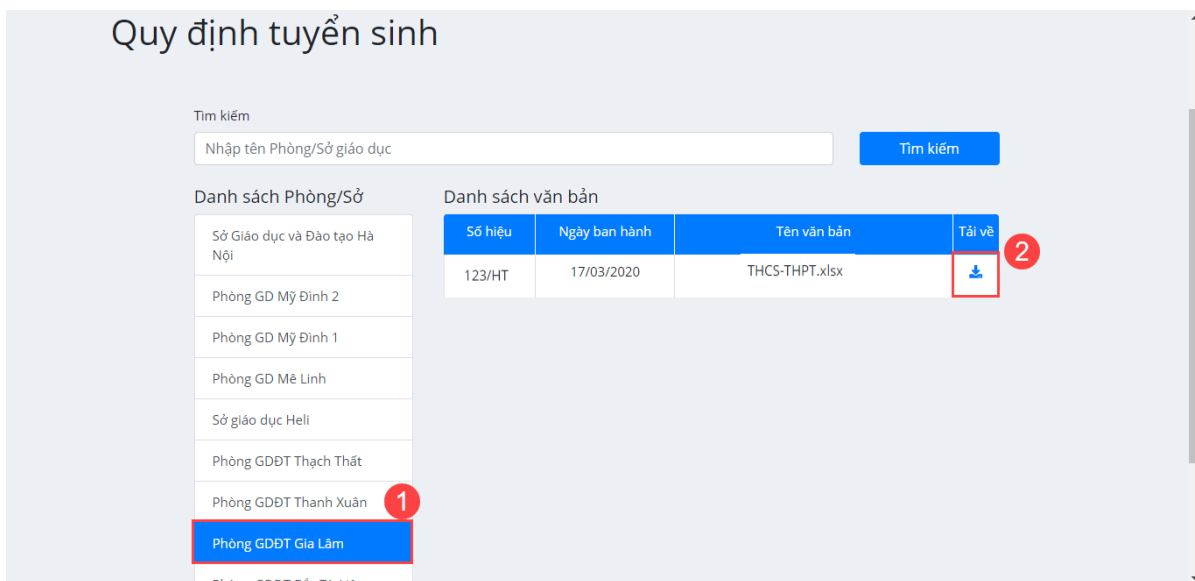 Quy định tuyển sinh
Tìm kiếm
Nhập tên Phòng/Sở giáo dục
Tìm kiếm
Danh sách Phòng/Sở
Sở Giáo dục và Đào tạo Hà
Nội
Phòng GD Mỹ Đình 2
Phòng GD Mỹ Đình 1
Phòng GD Mê Linh
Sở giáo dục Heli
Phòng GDĐT Thạch Thất
Phòng GDĐT Thanh Xuân
1
Phòng GDĐT Gia Lâm
Danh sách văn bản
Số hiệu Ngày ban hành Tên văn bản Tải về
2
123/HT 17/03/2020 THCS-THPT.xlsx